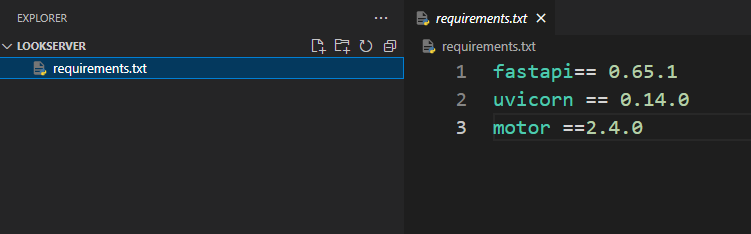 EXPLORER
LOOKSERVER
requirements.txt
requirements.txt
requirements.txt
1 fastapi== 0.65.1
2 uvicorn == 0.14.0
3 motor ==2.4.0